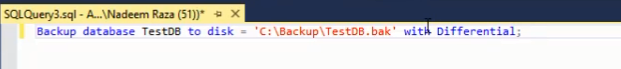 SQLQuery3.sql - A...\Nadeem Raza (51))*
Backup database TestDB to disk = 'C:\Backup\TestDB.bak' with Differential;